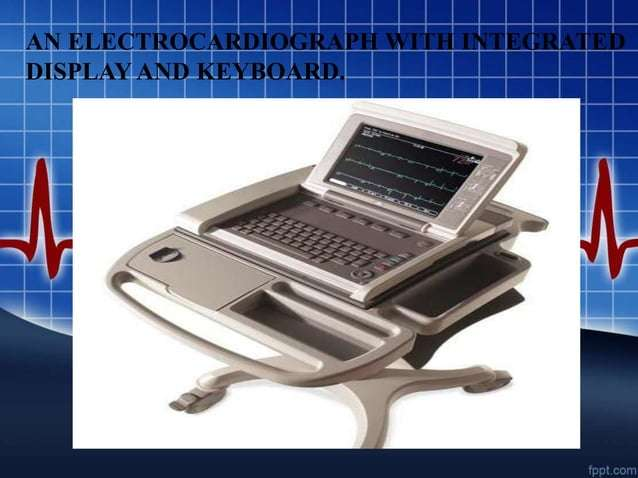 AN ELECTROCARDIOGRAPH WITH INTEGRATED
DISPLAY AND KEYBOARD.
fppt.com